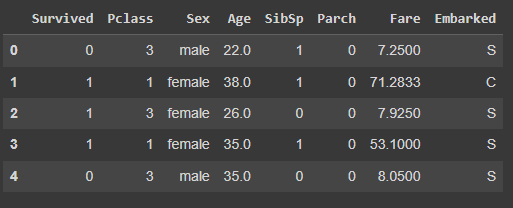 Survived Pclass Sex Age SibSp Parch Fare Embarked
0 0 3 male 22.0 1 0 7.2500 S
1 1 1 female 38.0 1 0 71.2833 C
2 1 3 female 26.0 0 0 7.9250 S
3 1 1 female 35.0 1 0 53.1000 S
4 0 3 male 35.0 0 0 8.0500 S